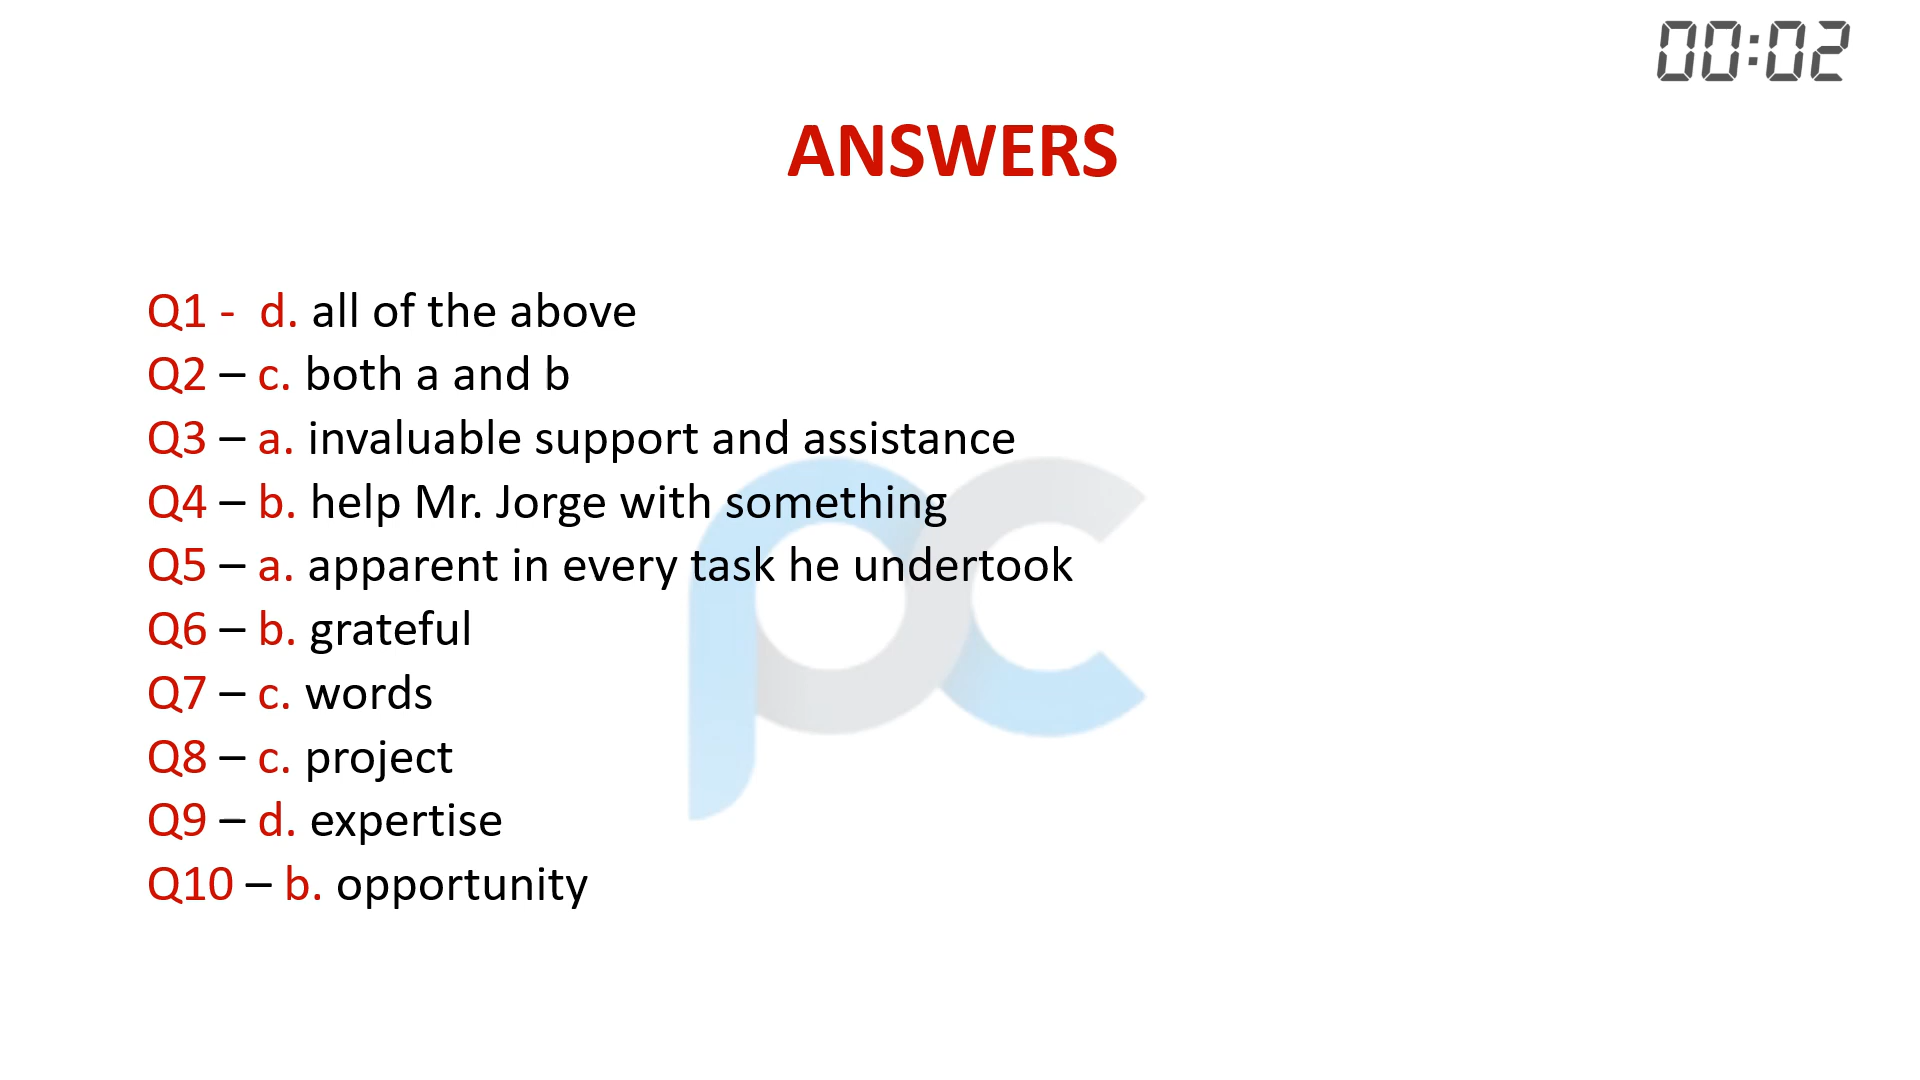 00:02
ANSWERS
Q1 - d. all of the above
Q2 – c. both a and b
Q3 – a. invaluable support and assistance
Q4 – b. help Mr. Jorge with something
Q5 – a. apparent in every task he undertook
Q6 – b. grateful
Q7 – c. words
Q8 – c. project
Q9 – d. expertise
Q10 – b. opportunity